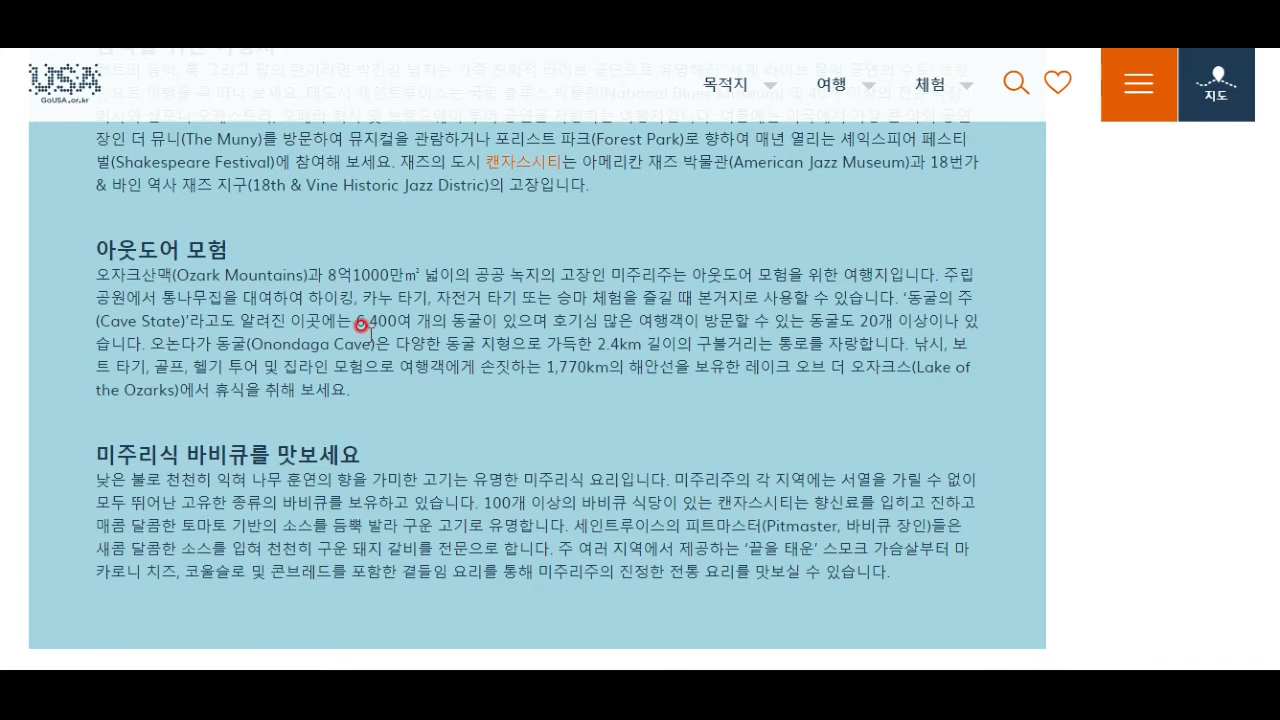 USA
GoUSA.or.kr
목적지
여행
체험
지도
장인 더 뮤니(The Muny)를 방문하여 뮤지컬을 관람하거나 포리스트 파크(Forest Park)로 향하여 매년 열리는 셰익스피어 페스티
벌(Shakespeare Festival)에 참여해 보세요. 재즈의 도시 캔자스시티는 아메리칸 재즈 박물관(American Jazz Museum)과 18번가
& 바인 역사 재즈 지구(18th & Vine Historic Jazz Distric)의 고장입니다.
아웃도어 모험
오자크산맥(Ozark Mountains)과 8억1000만㎡ 넓이의 공공 녹지의 고장인 미주리주는 아웃도어 모험을 위한 여행지입니다. 주립
공원에서 통나무집을 대여하여 하이킹, 카누 타기, 자전거 타기 또는 승마 체험을 즐길 때 본거지로 사용할 수 있습니다. ‘동굴의 주
(Cave State)’라고도 알려진 이곳에는 6,400여 개의 동굴이 있으며 호기심 많은 여행객이 방문할 수 있는 동굴도 20개 이상이나 있
습니다. 오논다가 동굴(Onondaga Cave)은 다양한 동굴 지형으로 가득한 2.4km 길이의 구불거리는 통로를 자랑합니다. 낚시, 보
트 타기, 골프, 헬기 투어 및 집라인 모험으로 여행객에게 손짓하는 1,770km의 해안선을 보유한 레이크 오브 더 오자크스(Lake of
the Ozarks)에서 휴식을 취해 보세요.
미주리식 바비큐를 맛보세요
낮은 불로 천천히 익혀 나무 훈연의 향을 가미한 고기는 유명한 미주리식 요리입니다. 미주리주의 각 지역에는 서열을 가릴 수 없이
모두 뛰어난 고유한 종류의 바비큐를 보유하고 있습니다. 100개 이상의 바비큐 식당이 있는 캔자스시티는 향신료를 입히고 진하고
매콤 달콤한 토마토 기반의 소스를 듬뿍 발라 구운 고기로 유명합니다. 세인트루이스의 피트마스터(Pitmaster, 바비큐 장인)들은
새콤 달콤한 소스를 입혀 천천히 구운 돼지 갈비를 전문으로 합니다. 주 여러 지역에서 제공하는 ‘끝을 태운’ 스모크 가슴살부터 마
카로니 치즈, 코울슬로 및 콘브레드를 포함한 곁들임 요리를 통해 미주리주의 진정한 전통 요리를 맛보실 수 있습니다.